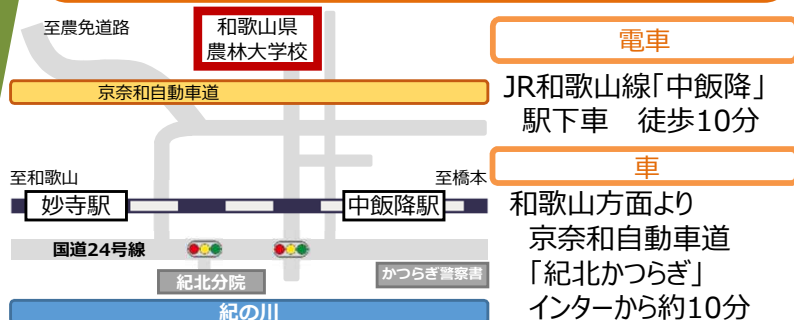 至農免道路
和歌山県
農林大学校
京奈和自動車道
至和歌山
至橋本
妙寺駅
中飯降駅
国道24号線
紀北分院
かつらぎ警察書
紀の川
電車
JR和歌山線「中飯降」
駅下車　徒歩10分
車
和歌山方面より
京奈和自動車道
「紀北かつらぎ」
インターから約10分